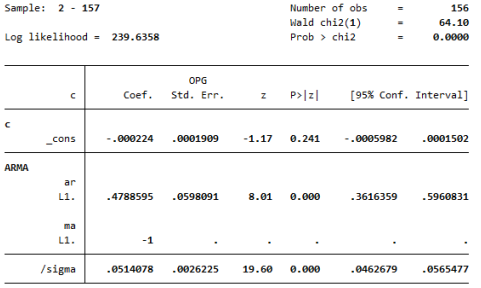 Sample: 2 - 157 Number of obs = 156
Wald chi2(1) = 64.10
Log likelihood = 239.6358 Prob > chi2 = 0.0000
OPG
c Coef. Std. Err. z P>|z| [95% Conf. Interval]
c
_cons -.000224 .0001909 -1.17 0.241 -.0005982 .0001502
ARMA
ar
L1. .4788595 .0598091 8.01 0.000 .3616359 .5960831
ma
L1. -1 . . . . .
/sigma .0514078 .0026225 19.60 0.000 .0462679 .0565477